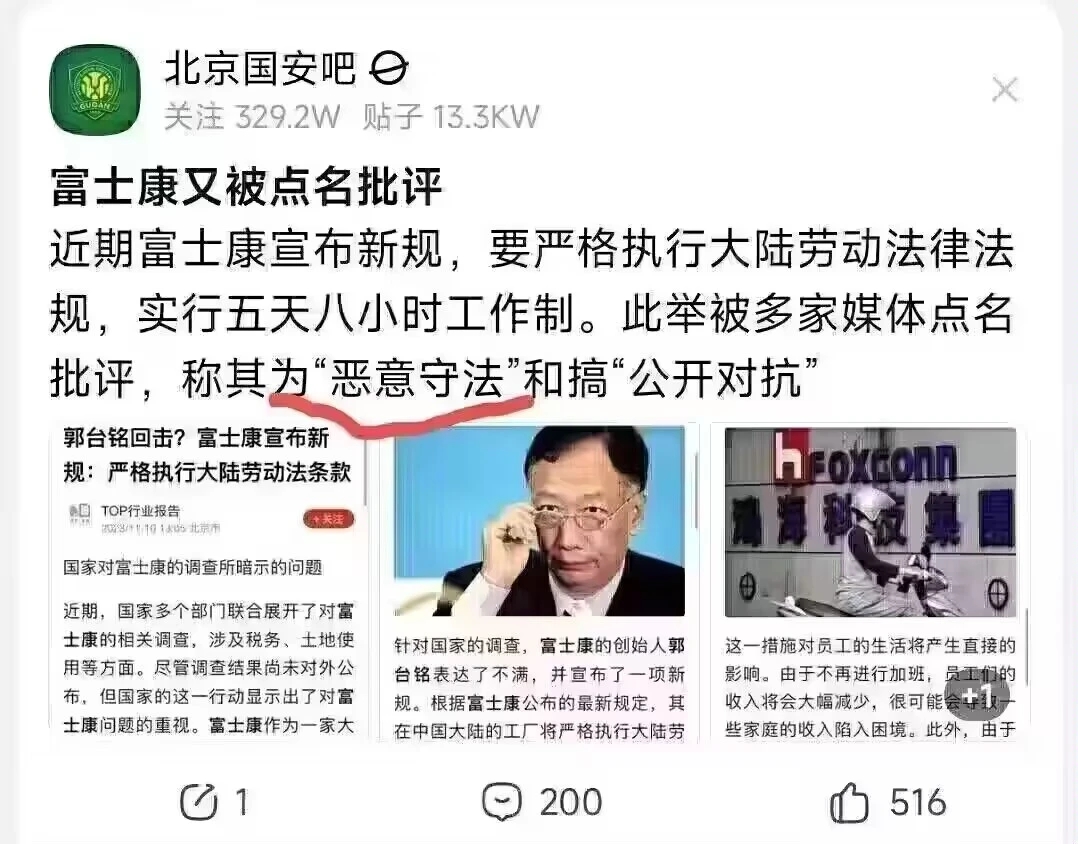 北京国安吧
关注 329.2W 贴子 13.3KW
富士康又被点名批评
近期富士康宣布新规，要严格执行大陆劳动法律法
规，实行五天八小时工作制。此举被多家媒体点名
批评，称其为“恶意守法”和搞“公开对抗”
郭台铭回击？富士康宣布新
规：严格执行大陆劳动法条款
TOP行业报告
+关注
国家对富士康的调查所暗示的问题
近期，国家多个部门联合展开了对富
士康的相关调查，涉及税务、土地使
用等方面。尽管调查结果尚未对外公
布，但国家的这一行动显示出了对富
士康问题的重视。富士康作为一家大
针对国家的调查，富士康的创始人郭
台铭表达了不满，并宣布了一项新
规。根据富士康公布的最新规定，其
在中国大陆的工厂将严格执行大陆劳
FOXCONN
鸿海科技集团
这一措施对员工的生活将产生直接的
影响。由于不再进行加班，员工们的
收入将会大幅减少，很可能会导致一
些家庭的收入陷入困境。此外，由于
+1
1
200
516